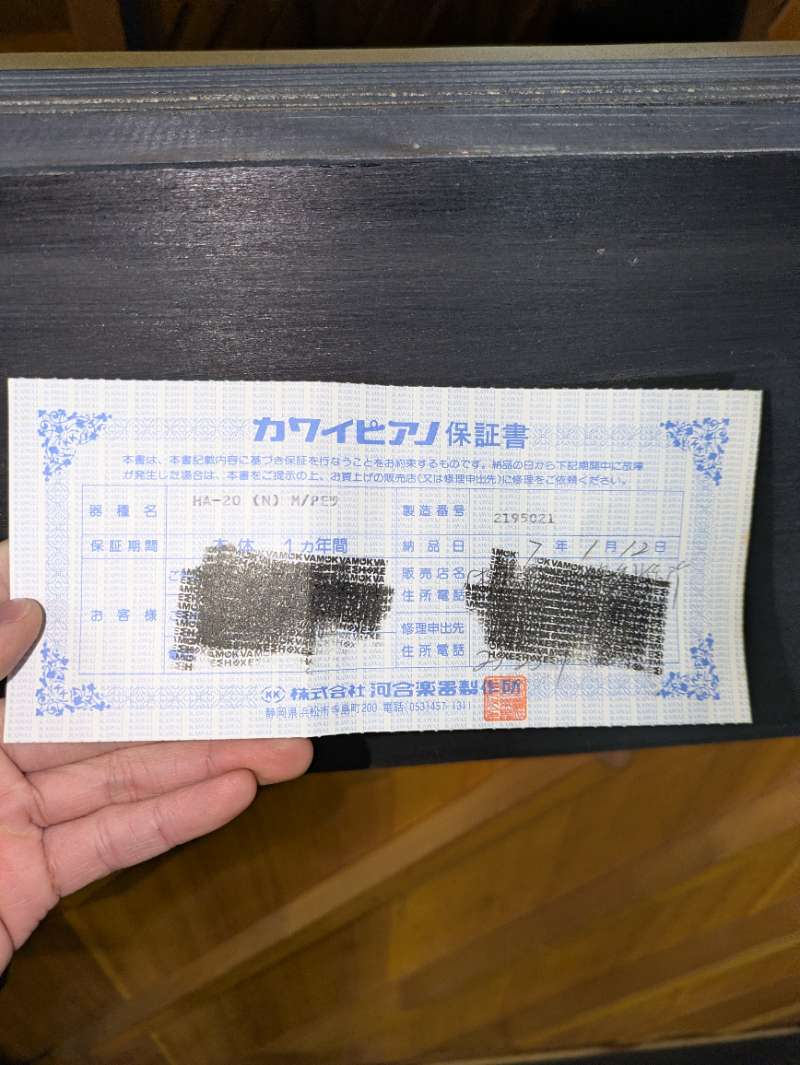 カワイピアノ 保証書
本書は、本書記載内容に基づき保証を行なうことをお約束するものです。納品の日から下記期間中に故障
が発生した場合は、本書をご提示の上、お買上げの販売店(又は修理申出先)に修理をご依頼ください。
器種名 HA-20 (N) M/PED 製造番号 2195021
保証期間 本体 1カ年間 納品日 7年1月12日
お客様
販売店名
住所電話
修理申出先
住所電話
株式会社 河合楽器製作所
静岡県浜松市寺島町200 電話 (0534)57-1311